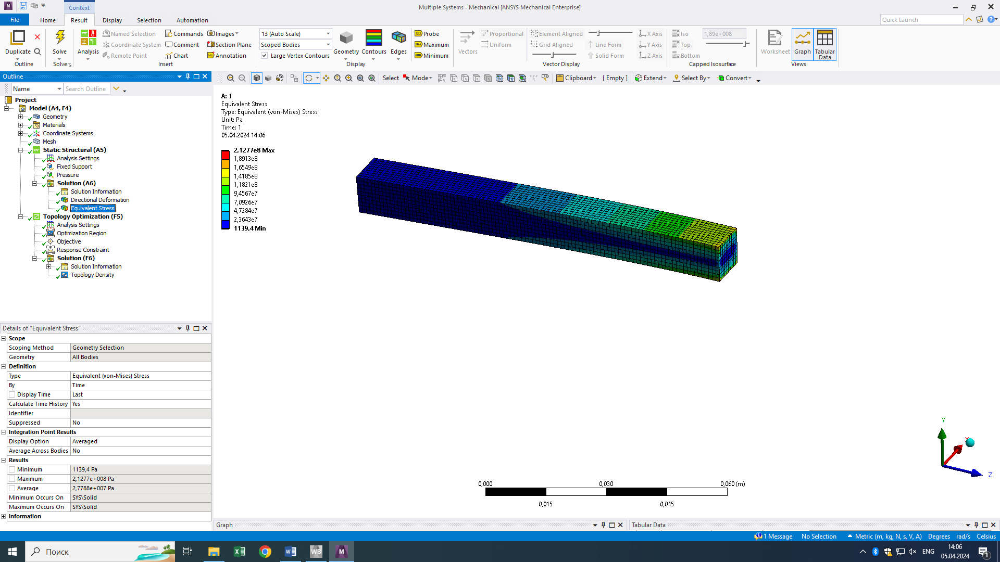 Context
Multiple Systems - Mechanical [ANSYS Mechanical Enterprise]
File Home Result Display Selection Automation
Quick Launch
Duplicate
Outline
Solve
Solver
Analysis
Named Selection
Coordinate System
Remote Point
Commands
Comment
Chart
Images
Section Plane
Annotation
Insert
13 (Auto Scale)
Scoped Bodies
Large Vertex Contours
Geometry
Contours
Edges
Display
Probe
Maximum
Minimum
Vectors
Proportional
Uniform
Element Aligned
Grid Aligned
Line Form
Solid Form
X Axis
Y Axis
Z Axis
Vector Display
Iso
Top
Bottom
1,89e+008
Capped Isosurface
Worksheet
Graph
Tabular
Data
Views
Outline
Select Mode Clipboard [ Empty ] Extend Select By Convert
Name
Search Outline
Project
Model (A4, F4)
Geometry
Materials
Coordinate Systems
Mesh
Static Structural (A5)
Analysis Settings
Fixed Support
Pressure
Solution (A6)
Solution Information
Directional Deformation
Equivalent Stress
Topology Optimization (F5)
Analysis Settings
Optimization Region
Objective
Response Constraint
Solution (F6)
Solution Information
Topology Density
A: 1
Equivalent Stress
Type: Equivalent (von-Mises) Stress
Unit: Pa
Time: 1
05.04.2024 14:06
2,1277e8 Max
1,8913e8
1,6549e8
1,4185e8
1,1821e8
9,4567e7
7,0926e7
4,7284e7
2,3643e7
1139,4 Min
Details of "Equivalent Stress"
Scope
Scoping Method Geometry Selection
Geometry All Bodies
Definition
Type Equivalent (von-Mises) Stress
By Time
Display Time Last
Calculate Time History Yes
Identifier
Suppressed No
Integration Point Results
Display Option Averaged
Average Across Bodies No
Results
Minimum 1139,4 Pa
Maximum 2,1277e+008 Pa
Average 2,7788e+007 Pa
Minimum Occurs On SYS\Solid
Maximum Occurs On SYS\Solid
Information
Y
X
Z
0,000 0,030 0,060 (m)
0,015 0,045
Graph
Tabular Data
1 Message No Selection Metric (m, kg, N, s, V, A) Degrees rad/s Celsius
Поиск
WB
M
ENG
14:06
05.04.2024
1